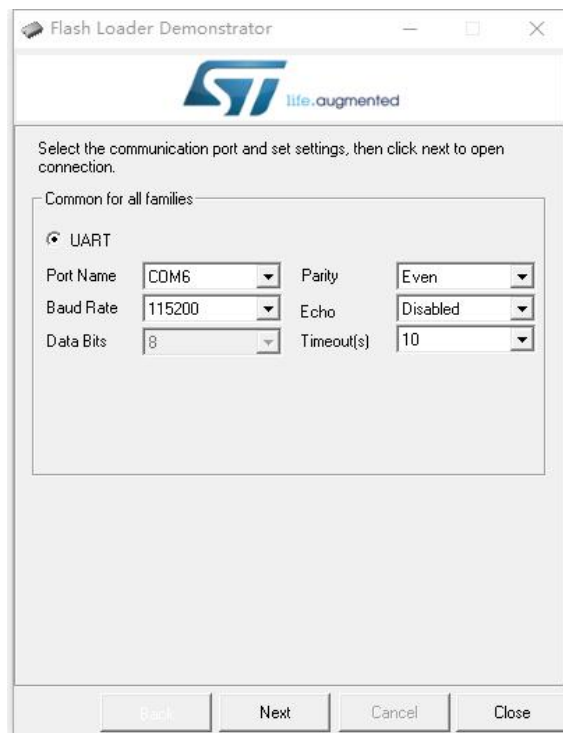 Flash Loader Demonstrator
ST life.augmented
Select the communication port and set settings, then click next to open
connection.
Common for all families
UART
Port Name COM6 Parity Even
Baud Rate 115200 Echo Disabled
Data Bits 8 Timeout(s) 10
Back Next Cancel Close